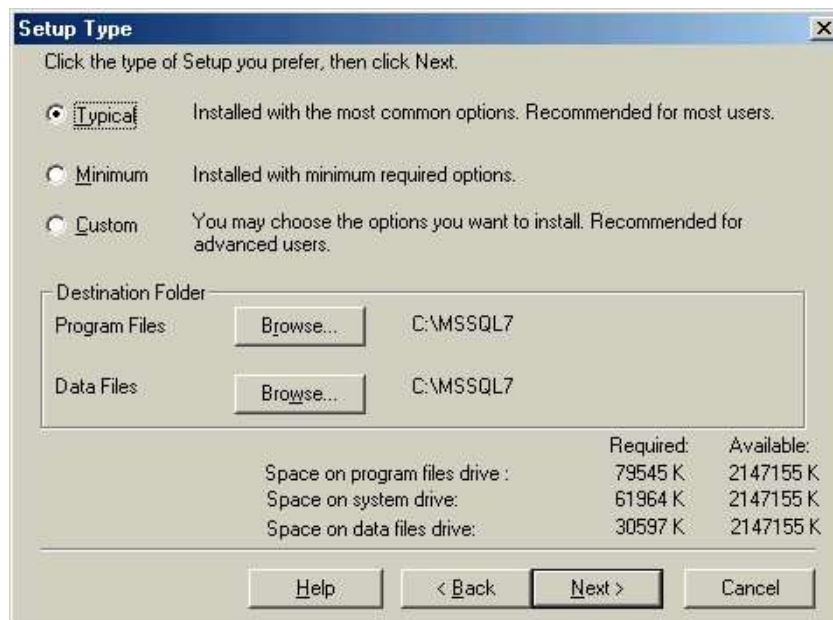 Setup Type
Click the type of Setup you prefer, then click Next.
Typical Installed with the most common options. Recommended for most users.
Minimum Installed with minimum required options.
Custom You may choose the options you want to install. Recommended for
advanced users.
Destination Folder
Program Files Browse... C:\MSSQL7
Data Files Browse... C:\MSSQL7
Required: Available:
Space on program files drive : 79545 K 2147155 K
Space on system drive: 61964 K 2147155 K
Space on data files drive: 30597 K 2147155 K
Help < Back Next > Cancel